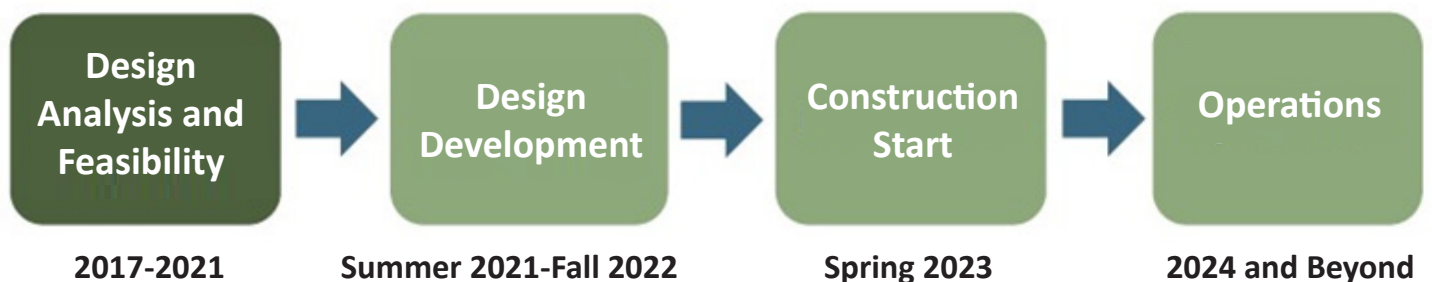 Design
Analysis and
Feasibility
Design
Development
Construction
Start
Operations
2017-2021
Summer 2021-Fall 2022
Spring 2023
2024 and Beyond